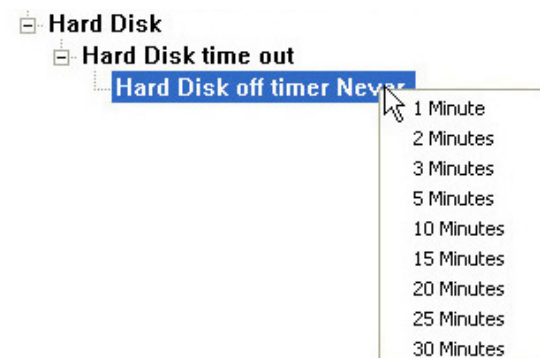 Hard Disk
Hard Disk time out
Hard Disk off timer Never
1 Minute
2 Minutes
3 Minutes
5 Minutes
10 Minutes
15 Minutes
20 Minutes
25 Minutes
30 Minutes